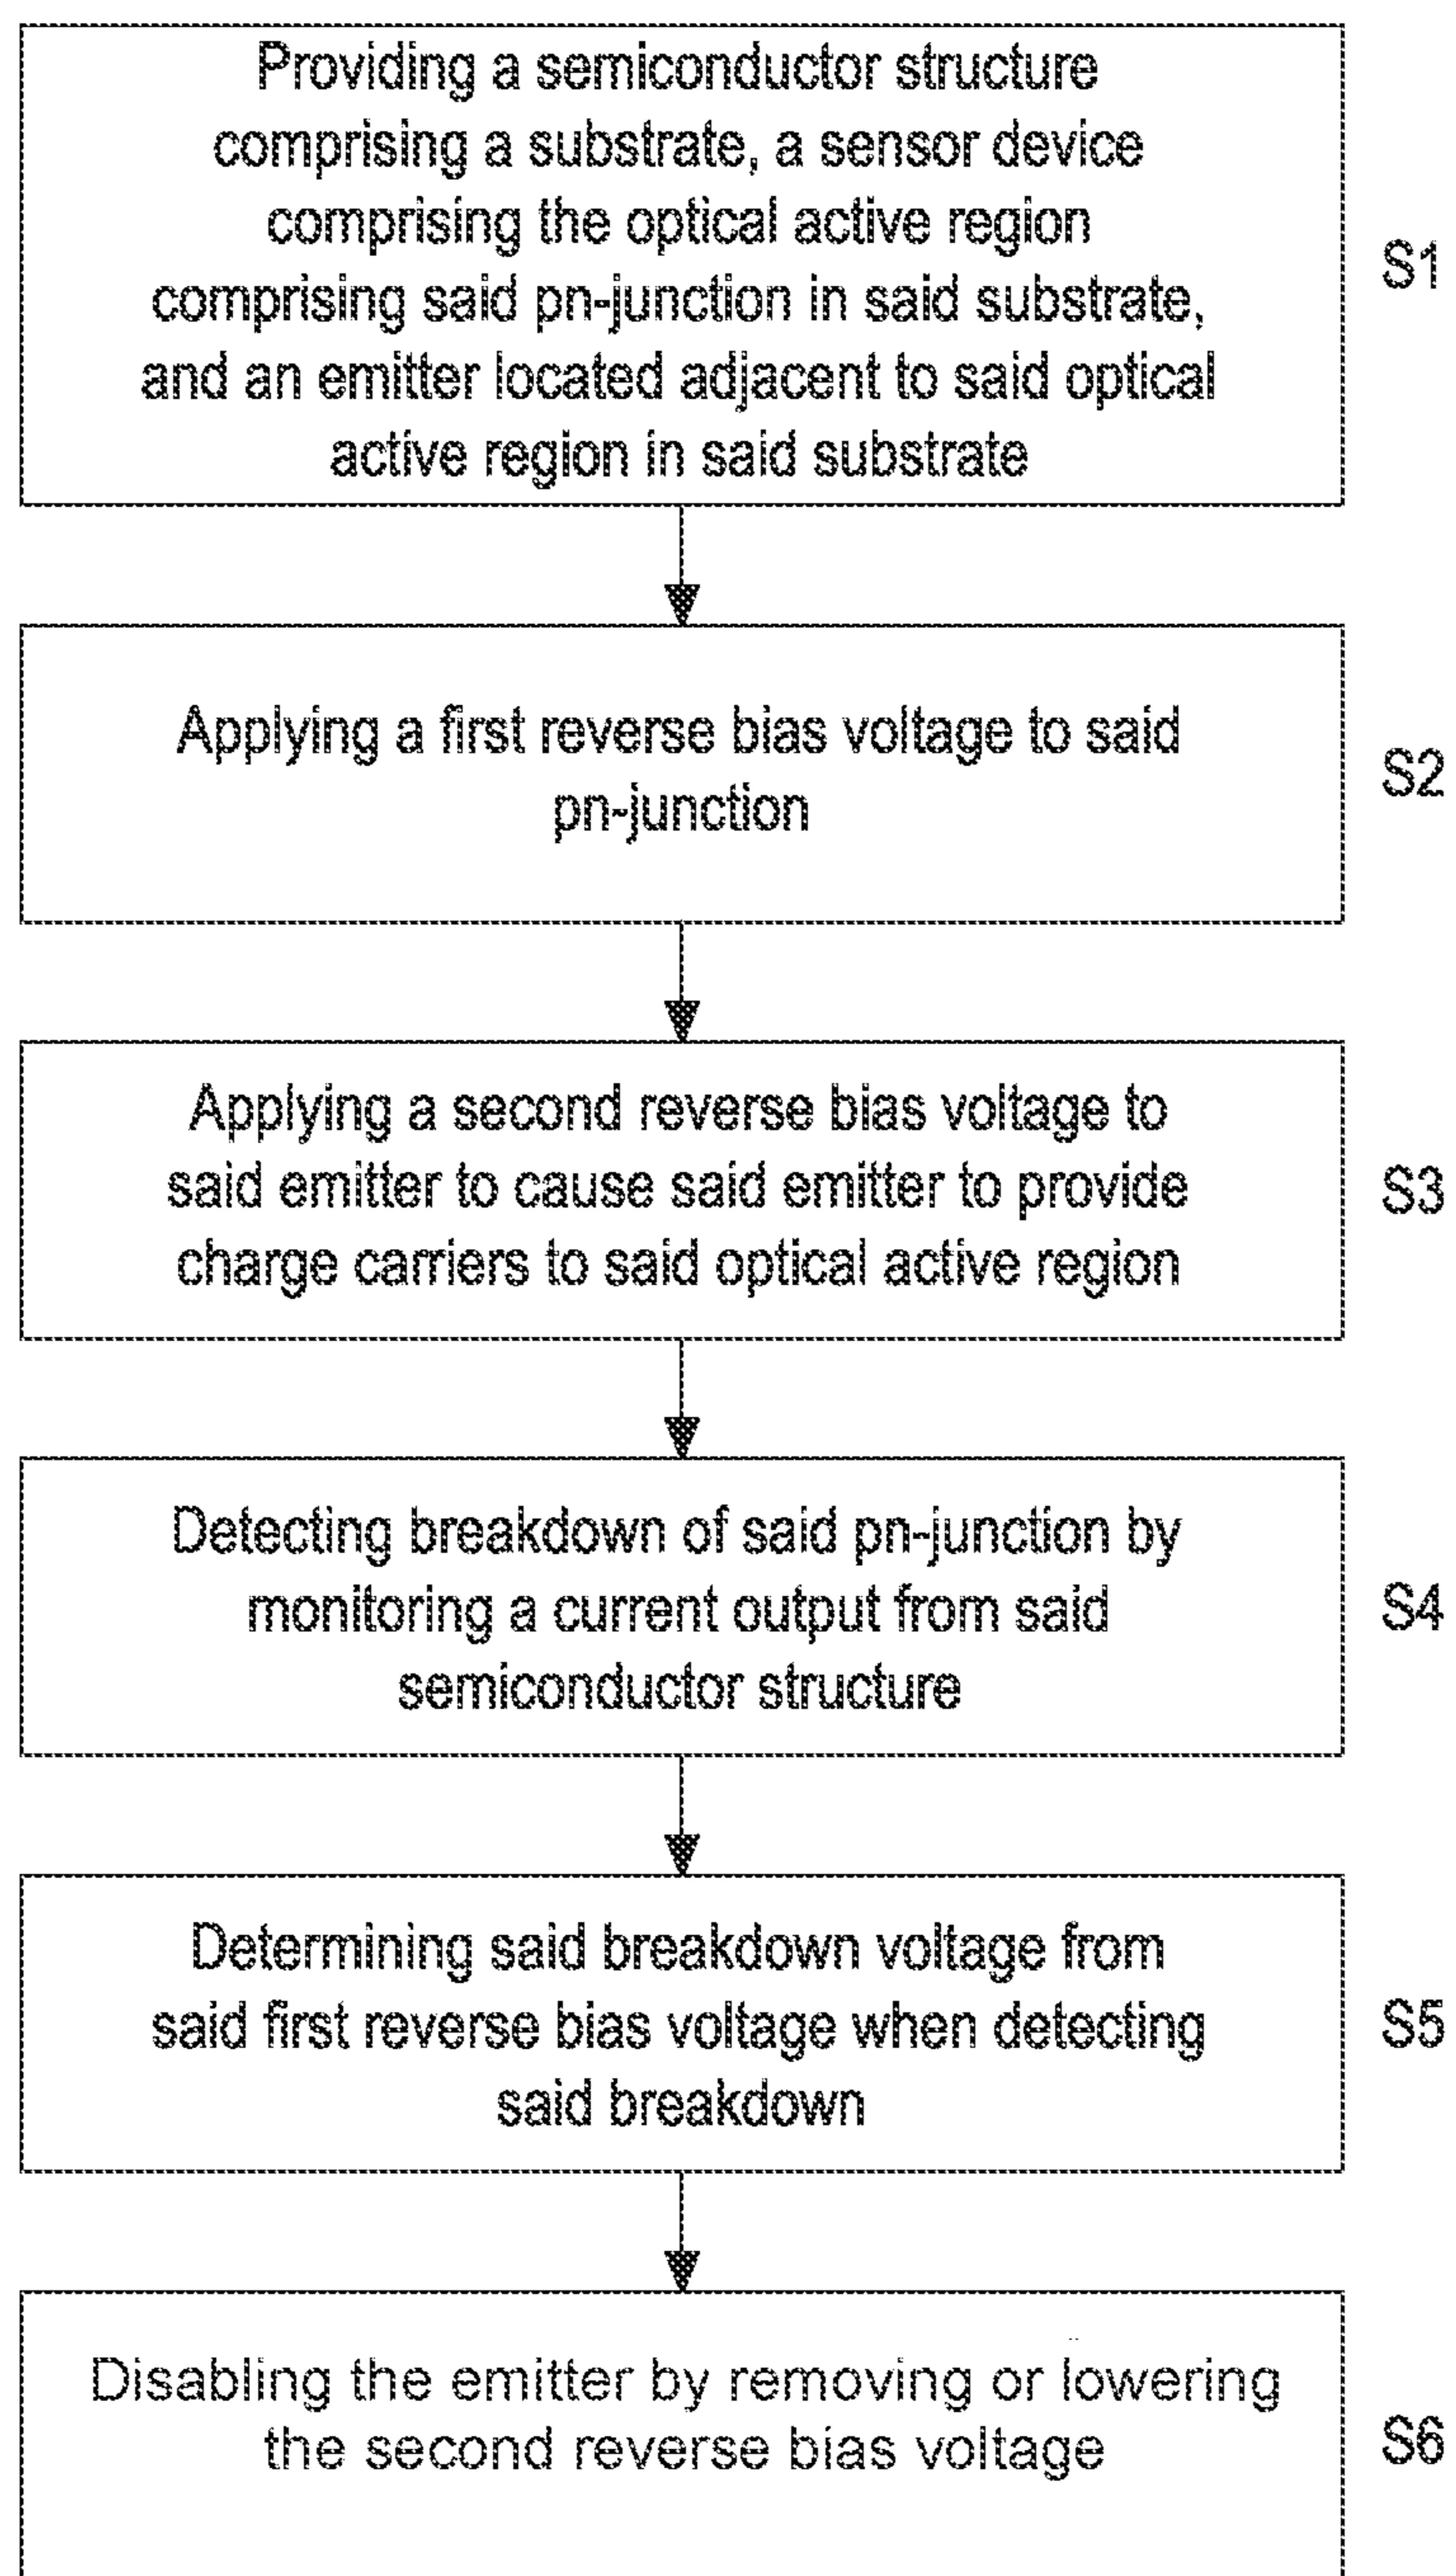 Providing a semiconductor structure
comprising a substrate, a sensor device
comprising the optical active region
comprising said pn-junction in said substrate,
and an emitter located adjacent to said optical
active region in said substrate
S1
Applying a first reverse bias voltage to said
pn-junction
S2
Applying a second reverse bias voltage to
said emitter to cause said emitter to provide
charge carriers to said optical active region
S3
Detecting breakdown of said pn-junction by
monitoring a current output from said
semiconductor structure
S4
Determining said breakdown voltage from
said first reverse bias voltage when detecting
said breakdown
S5
Disabling the emitter by removing or lowering
the second reverse bias voltage
S6